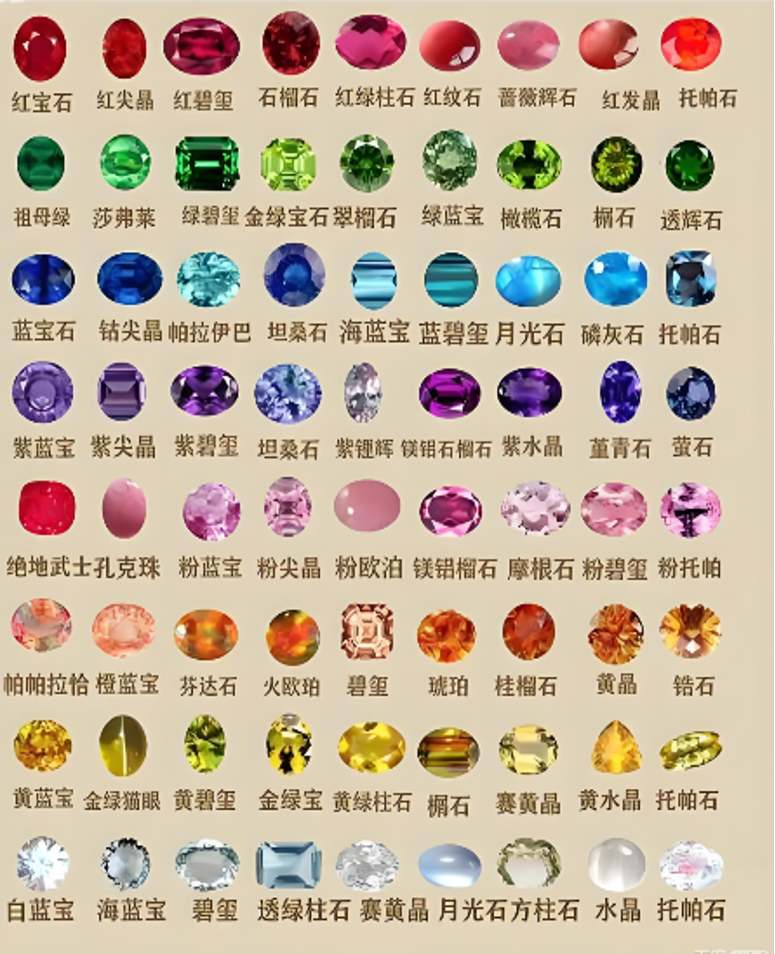 红宝石 红尖晶 红碧玺 石榴石 红绿柱石 红纹石 蔷薇辉石 红发晶 托帕石
祖母绿 莎弗莱 绿碧玺 金绿宝石 翠榴石 绿蓝宝 橄榄石 榍石 透辉石
蓝宝石 钴尖晶 帕拉伊巴 坦桑石 海蓝宝 蓝碧玺 月光石 磷灰石 托帕石
紫蓝宝 紫尖晶 紫碧玺 坦桑石 紫锂辉 镁铝石榴石 紫水晶 堇青石 萤石
绝地武士 孔克珠 粉蓝宝 粉尖晶 粉欧泊 镁铝榴石 摩根石 粉碧玺 粉托帕
帕帕拉恰 橙蓝宝 芬达石 火欧珀 碧玺 琥珀 桂榴石 黄晶 锆石
黄蓝宝 金绿猫眼 黄碧玺 金绿宝 黄绿柱石 榍石 赛黄晶 黄水晶 托帕石
白蓝宝 海蓝宝 碧玺 透绿柱石 赛黄晶 月光石 方柱石 水晶 托帕石